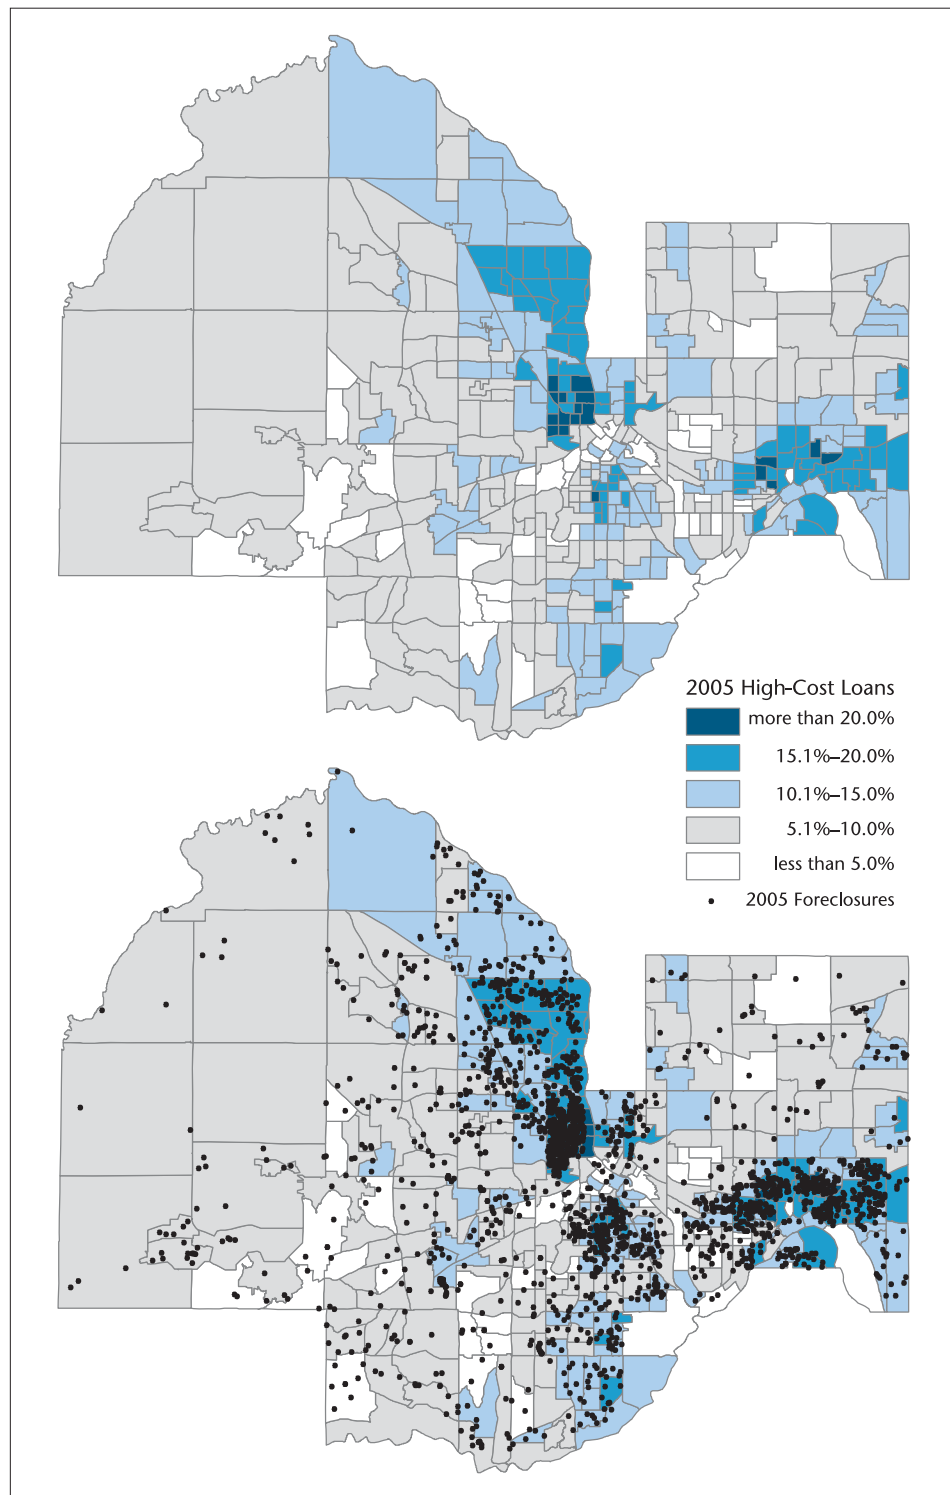 2005 High-Cost Loans
more than 20.0%
15.1%–20.0%
10.1%–15.0%
5.1%–10.0%
less than 5.0%
2005 Foreclosures